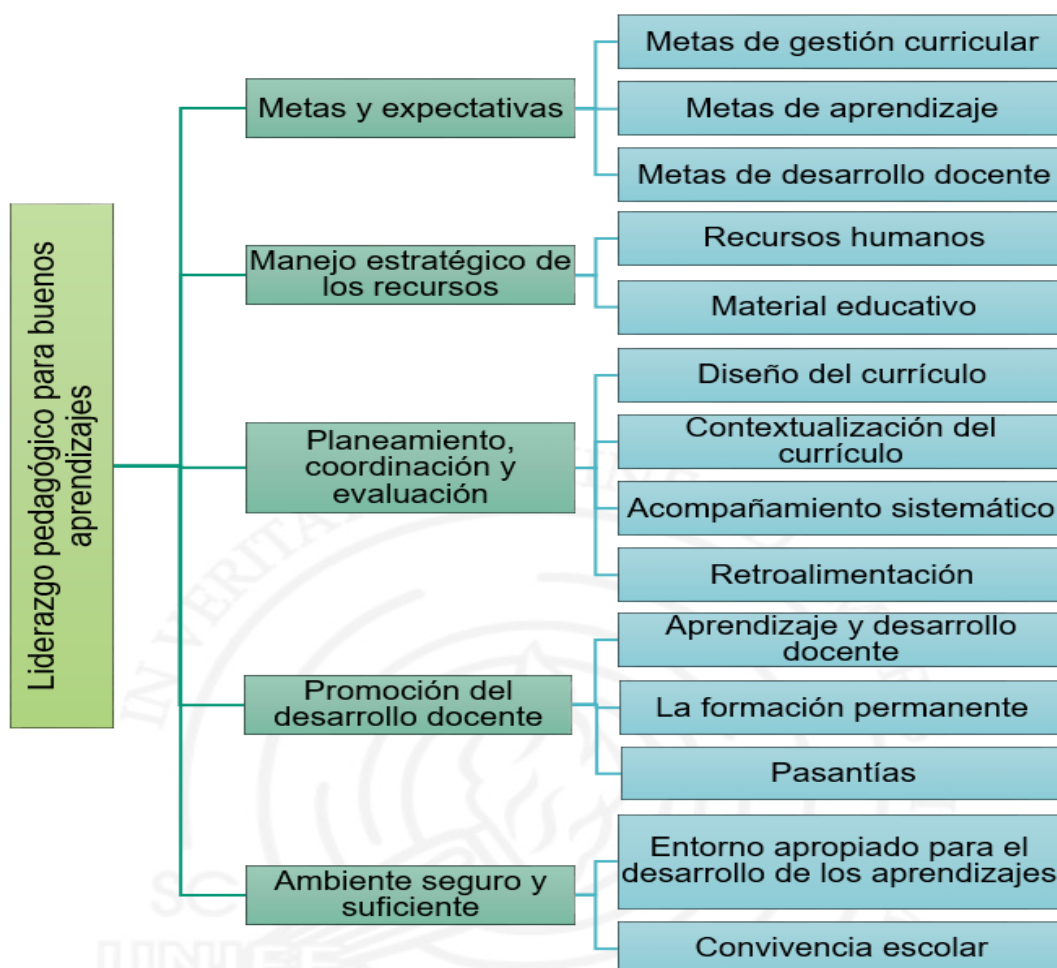 Liderazgo pedagógico para buenos
aprendizajes
Metas y expectativas
Metas de gestión curricular
Metas de aprendizaje
Metas de desarrollo docente
Manejo estratégico de
los recursos
Recursos humanos
Material educativo
Planeamiento,
coordinación y
evaluación
Diseño del currículo
Contextualización del
currículo
Acompañamiento sistemático
Retroalimentación
Promoción del
desarrollo docente
Aprendizaje y desarrollo
docente
La formación permanente
Pasantías
Ambiente seguro y
suficiente
Entorno apropiado para el
desarrollo de los aprendizajes
Convivencia escolar